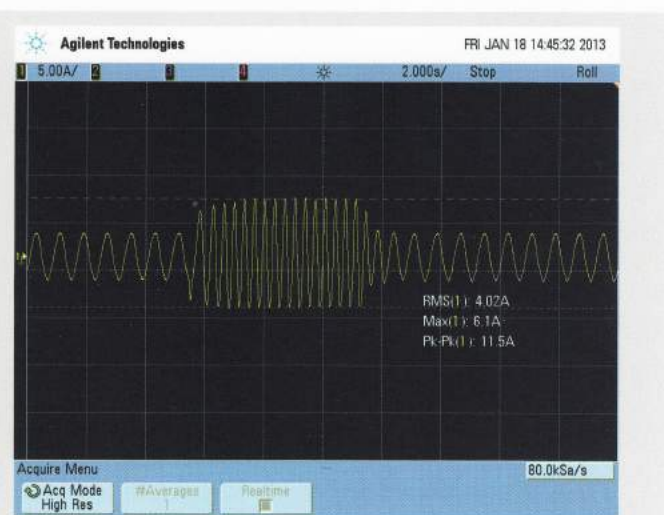 Agilent Technologies FRI JAN 18 14:45:32 2013
1 5.00A/ 2 3 4 2.000s/ Stop Roll
RMS(1): 4.02A
Max(1): 6.1A
Pk-Pk(1): 11.5A
Acquire Menu 80.0kSa/s
Acq Mode #Averages Realtime
High Res 1